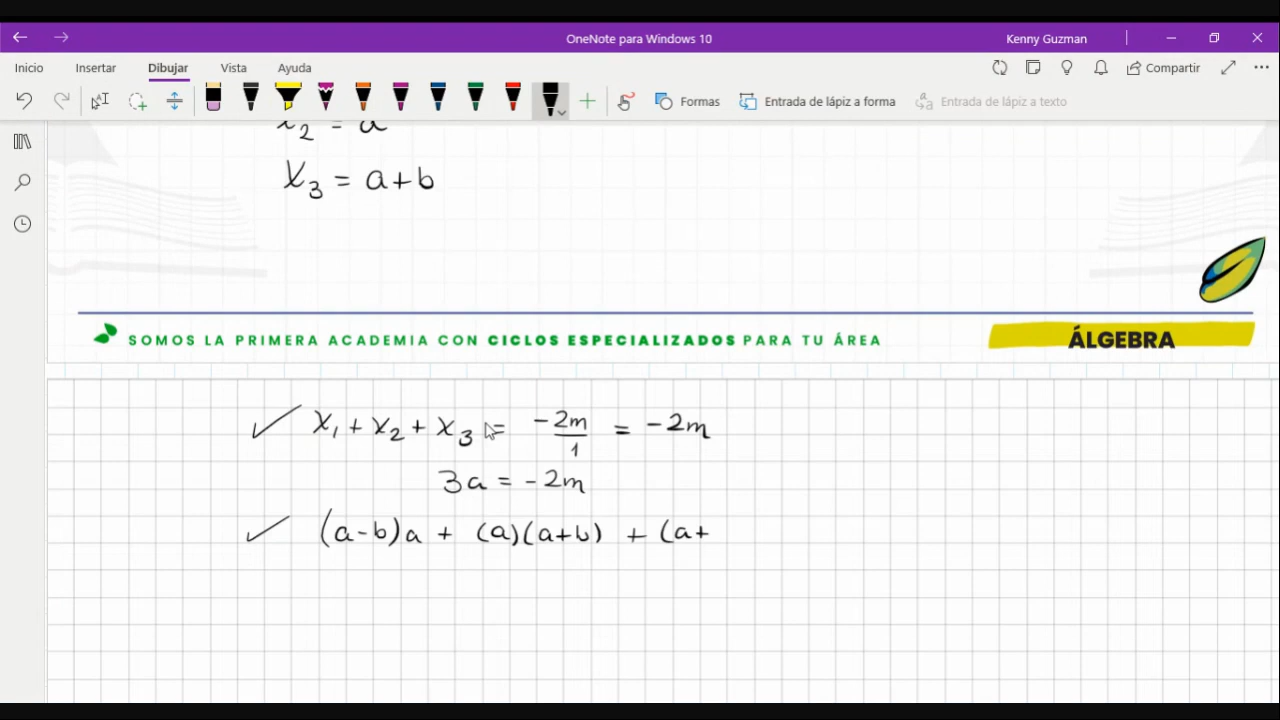 OneNote para Windows 10
Kenny Guzman
Inicio Insertar Dibujar Vista Ayuda
Compartir
Formas Entrada de lápiz a forma Entrada de lápiz a texto
x₂ = a
x₃ = a+b
SOMOS LA PRIMERA ACADEMIA CON CICLOS ESPECIALIZADOS PARA TU ÁREA
ÁLGEBRA
✓ x₁ + x₂ + x₃ = -2m/1 = -2m
3a = -2m
✓ (a-b)a + (a)(a+b) + (a+